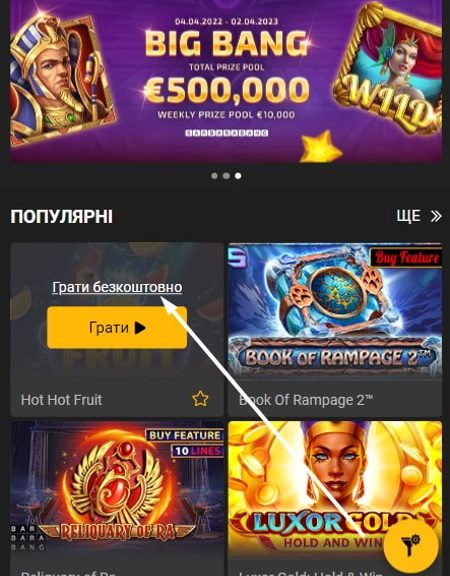 04.04.2022 - 02.04.2023
BIG BANG
TOTAL PRIZE POOL
€500,000
WEEKLY PRIZE POOL €10,000
BARBARABANG
WILD
ПОПУЛЯРНІ
ЩЕ
Грати безкоштовно
Грати
FRUIT
Hot Hot Fruit
Buy Feature
BOOK OF RAMPAGE 2™
Book Of Rampage 2™
BUY FEATURE
10 LINES
BAR
BARA
BANG
RELIQUARY OF RA
LUXOR GOLD
HOLD AND WIN
Reliquary of Ra
Luxor Gold: Hold & Win